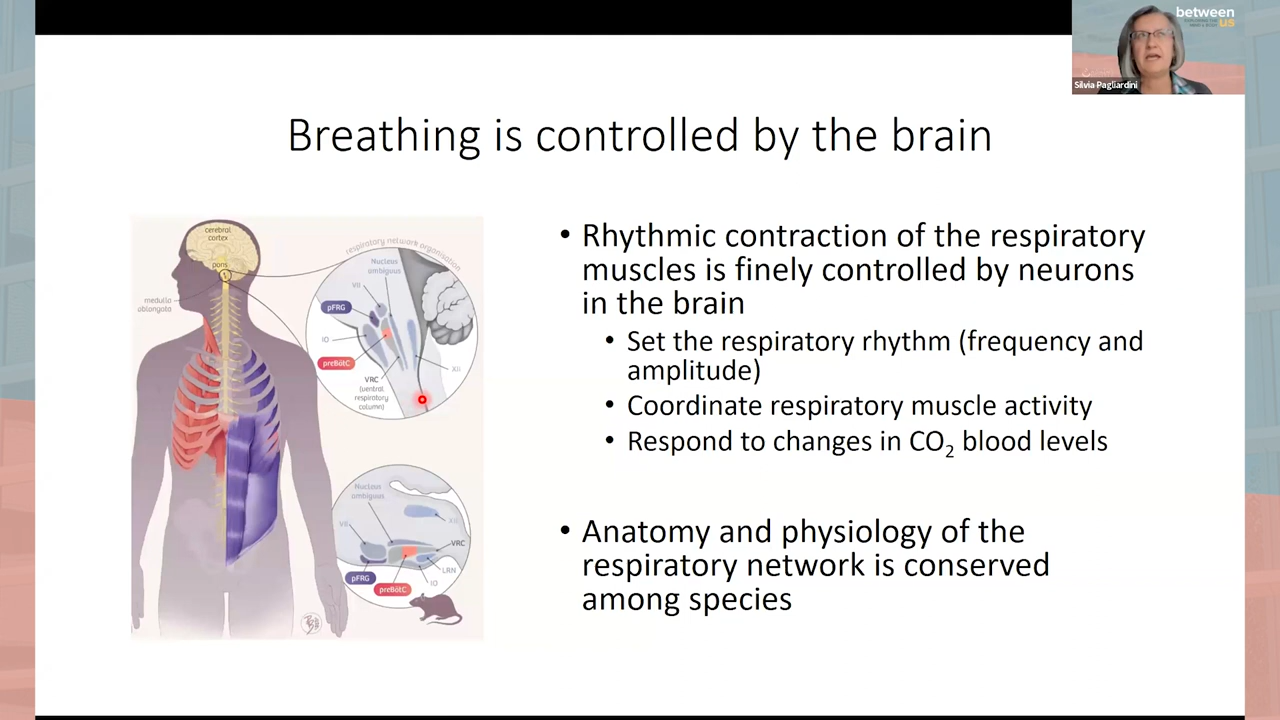 between
us
Silvia Pagliardini
Breathing is controlled by the brain
cerebral
cortex
pons
medulla
oblongata
respiratory network organisation
Nucleus
ambiguus
VII
pFRG
IO
preBötC
VRC
(ventral
respiratory
column)
XII
Nucleus
ambiguus
VII
XII
VRC
LRN
IO
pFRG
preBötC
• Rhythmic contraction of the respiratory
muscles is finely controlled by neurons
in the brain
• Set the respiratory rhythm (frequency and
amplitude)
• Coordinate respiratory muscle activity
• Respond to changes in CO₂ blood levels
• Anatomy and physiology of the
respiratory network is conserved
among species